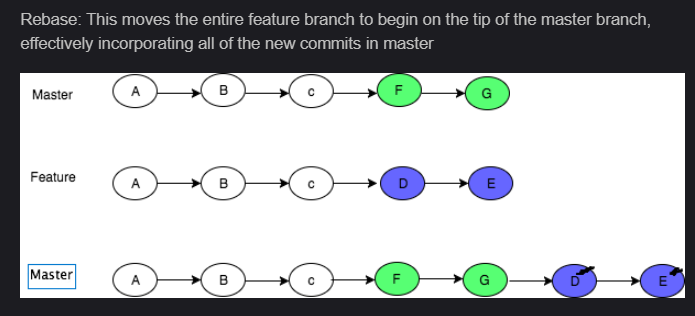 Rebase: This moves the entire feature branch to begin on the tip of the master branch,
effectively incorporating all of the new commits in master
Master A B c F G
Feature A B c D E
Master A B c F G D E